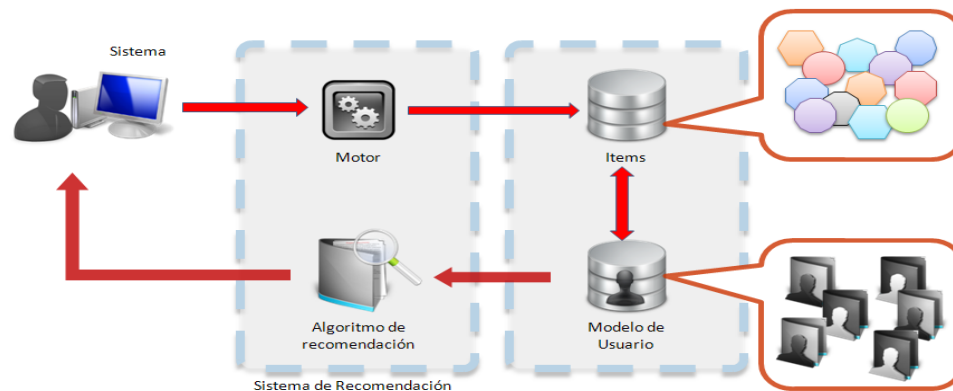 Sistema
Motor
Items
Algoritmo de
recomendación
Modelo de
Usuario
Sistema de Recomendación